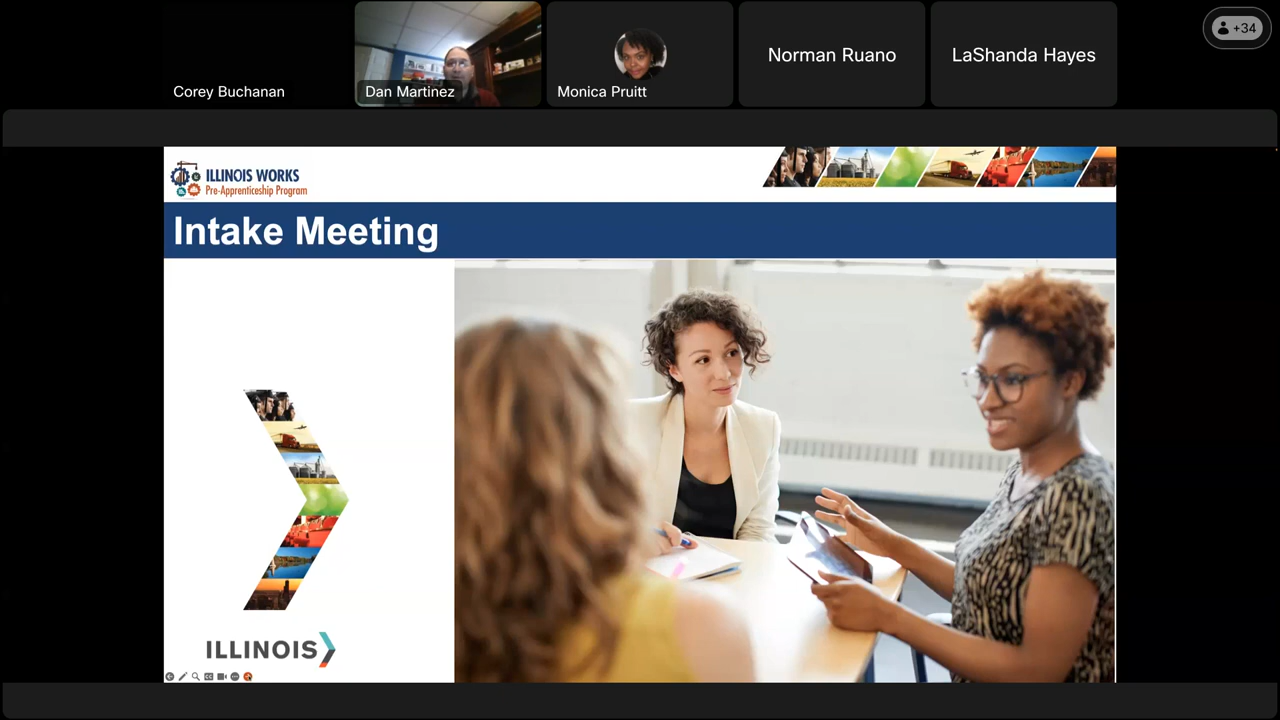 Corey Buchanan
Dan Martinez
Monica Pruitt
Norman Ruano
LaShanda Hayes
+34
ILLINOIS WORKS
Pre-Apprenticeship Program
Intake Meeting
ILLINOIS